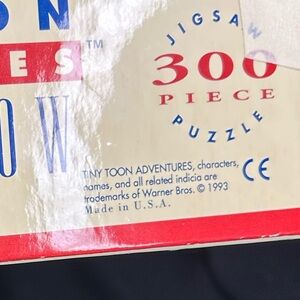 ON
ES™
OW
JIGSAW
300
PIECE
PUZZLE
TINY TOON ADVENTURES, characters,
names, and all related indicia are
trademarks of Warner Bros. © 1993
Made in U.S.A.
CE